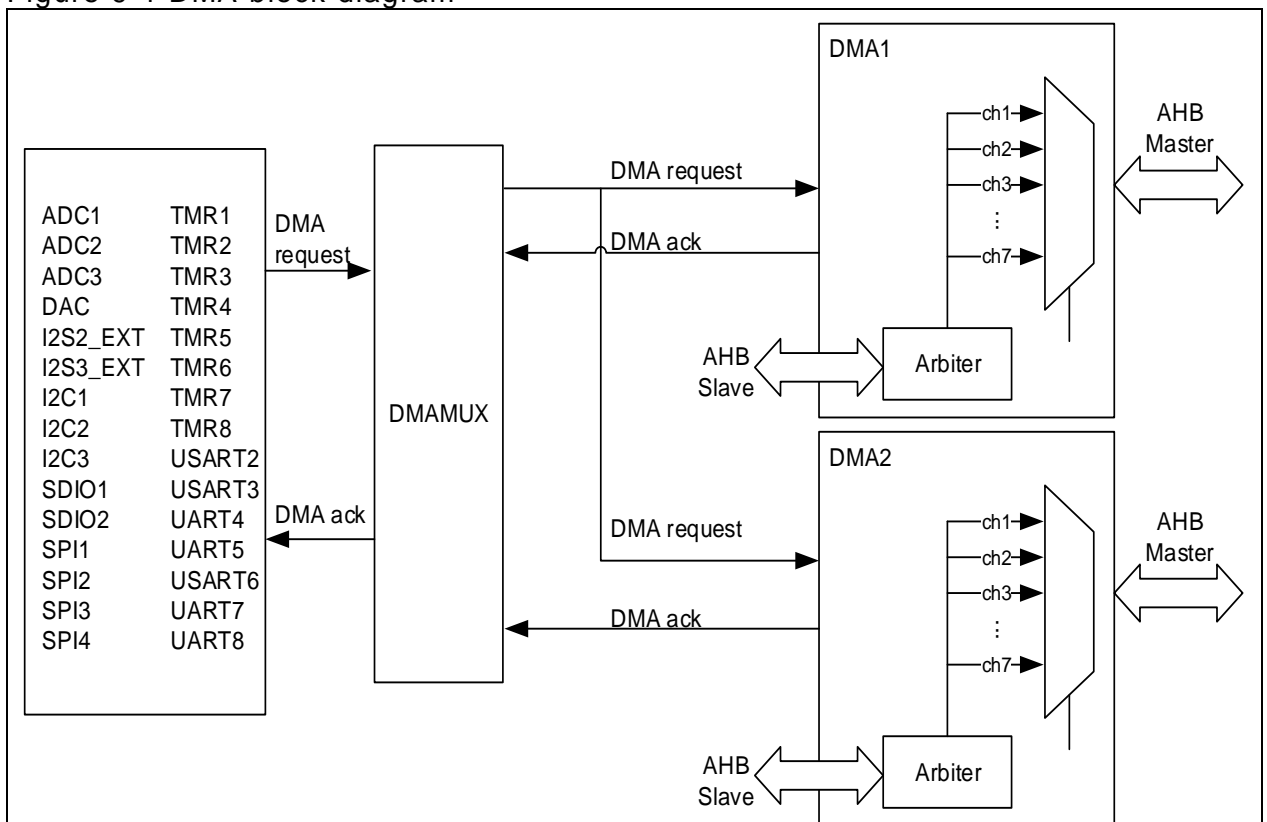 Figure 9-1 DMA block diagram
DMA1
ch1
ch2
ch3
⋮
ch7
AHB
Master
AHB
Slave
Arbiter
DMA request
DMA ack
ADC1 TMR1
ADC2 TMR2
ADC3 TMR3
DAC TMR4
I2S2_EXT TMR5
I2S3_EXT TMR6
I2C1 TMR7
I2C2 TMR8
I2C3 USART2
SDIO1 USART3
SDIO2 UART4
SPI1 UART5
SPI2 USART6
SPI3 UART7
SPI4 UART8
DMA
request
DMA ack
DMAMUX
DMA2
ch1
ch2
ch3
⋮
ch7
AHB
Master
DMA request
DMA ack
AHB
Slave
Arbiter